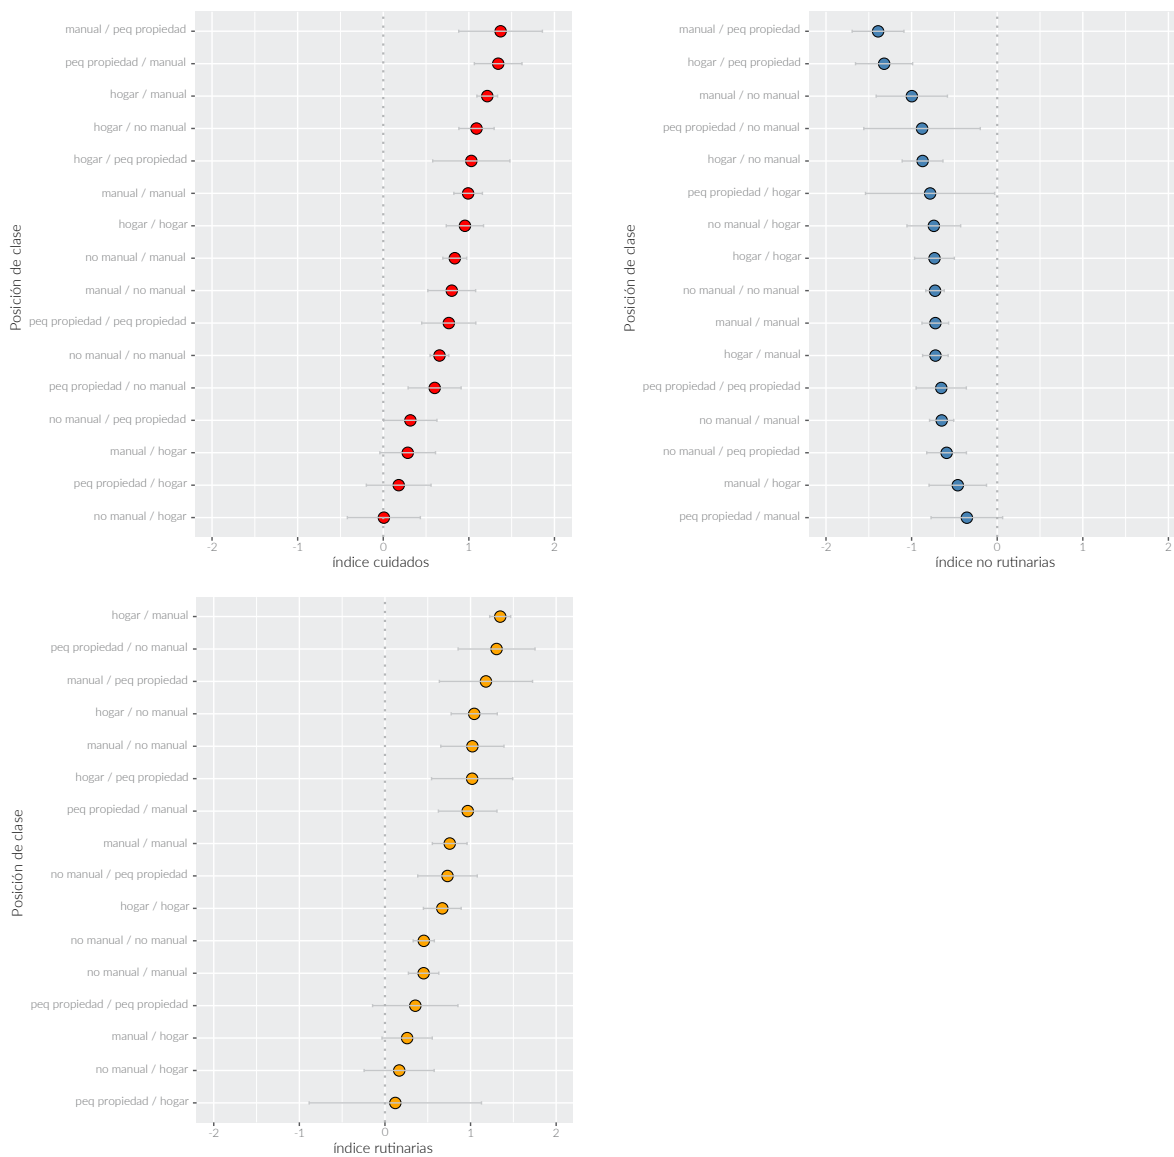 Posición de clase
manual / peq propiedad
peq propiedad / manual
hogar / manual
hogar / no manual
hogar / peq propiedad
manual / manual
hogar / hogar
no manual / manual
manual / no manual
peq propiedad / peq propiedad
no manual / no manual
peq propiedad / no manual
no manual / peq propiedad
manual / hogar
peq propiedad / hogar
no manual / hogar
-2 -1 0 1 2
índice cuidados
Posición de clase
manual / peq propiedad
hogar / peq propiedad
manual / no manual
peq propiedad / no manual
hogar / no manual
peq propiedad / hogar
no manual / hogar
hogar / hogar
no manual / no manual
manual / manual
hogar / manual
peq propiedad / peq propiedad
no manual / manual
no manual / peq propiedad
manual / hogar
peq propiedad / manual
-2 -1 0 1 2
índice no rutinarias
Posición de clase
hogar / manual
peq propiedad / no manual
manual / peq propiedad
hogar / no manual
manual / no manual
hogar / peq propiedad
peq propiedad / manual
manual / manual
no manual / peq propiedad
hogar / hogar
no manual / no manual
no manual / manual
peq propiedad / peq propiedad
manual / hogar
no manual / hogar
peq propiedad / hogar
-2 -1 0 1 2
índice rutinarias